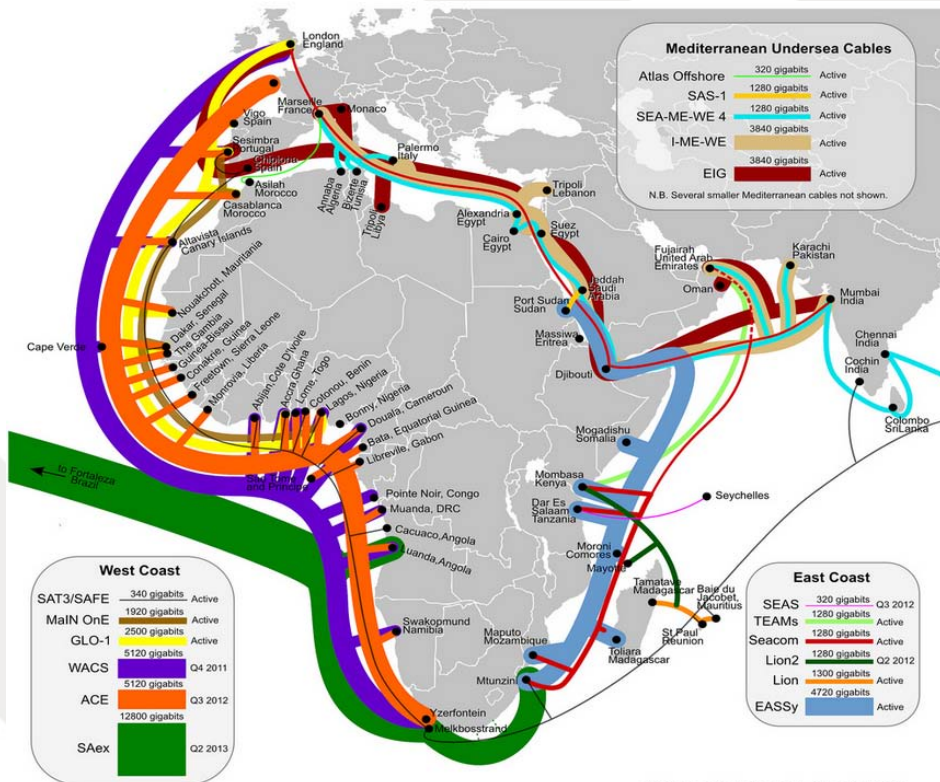 London
England
Marseille
France
Monaco
Vigo
Spain
Sesimbra
Portugal
Chipiona
Spain
Asilah
Morocco
Casablanca
Morocco
Palermo
Italy
Annaba
Algeria
Bizerte
Tunisia
Tripoli
Libya
Tripoli
Lebanon
Alexandria
Egypt
Cairo
Egypt
Suez
Egypt
Jeddah
Saudi
Arabia
Port Sudan
Sudan
Massiwa
Eritrea
Djibouti
Fujairah
United Arab
Emirates
Oman
Karachi
Pakistan
Mumbai
India
Chennai
India
Cochin
India
Colombo
Sri Lanka
Altavista
Canary Islands
Nouakchott, Mauritania
Dakar, Senegal
The Gambia
Guinea-Bissau
Conakrie, Guinea
Freetown, Sierra Leone
Monrovia, Liberia
Cape Verde
Abijan,Cote D'ivoire
Accra,Ghana
Lome, Togo
Cotonou, Benin
Lagos, Nigeria
Bonny, Nigeria
Douala, Cameroun
Bata, Equatorial Guinea
Librevile, Gabon
Sao Tome
and Principe
Pointe Noir, Congo
Muanda, DRC
Cacuaco,Angola
Luanda,Angola
Swakopmund
Namibia
Yzerfontein
Melkbosstrand
Mtunzini
Maputo
Mozambique
Toliara
Madagascar
Mogadishu
Somalia
Mombasa
Kenya
Dar Es
Salaam
Tanzania
Seychelles
Moroni
Comores
Mayotte
Tamatave
Madagascar
Baie du
Jacobet,
Mauritius
St Paul
Reunion
to Fortaleza
Brazil
Mediterranean Undersea Cables
Atlas Offshore 320 gigabits Active
SAS-1 1280 gigabits Active
SEA-ME-WE 4 1280 gigabits Active
I-ME-WE 3840 gigabits Active
EIG 3840 gigabits Active
N.B. Several smaller Mediterranean cables not shown.
West Coast
SAT3/SAFE 340 gigabits Active
MaIN OnE 1920 gigabits Active
GLO-1 2500 gigabits Active
WACS 5120 gigabits Q4 2011
ACE 5120 gigabits Q3 2012
SAex 12800 gigabits Q2 2013
East Coast
SEAS 320 gigabits Q3 2012
TEAMs 1280 gigabits Active
Seacom 1280 gigabits Active
Lion2 1280 gigabits Q2 2012
Lion 1300 gigabits Active
EASSy 4720 gigabits Active